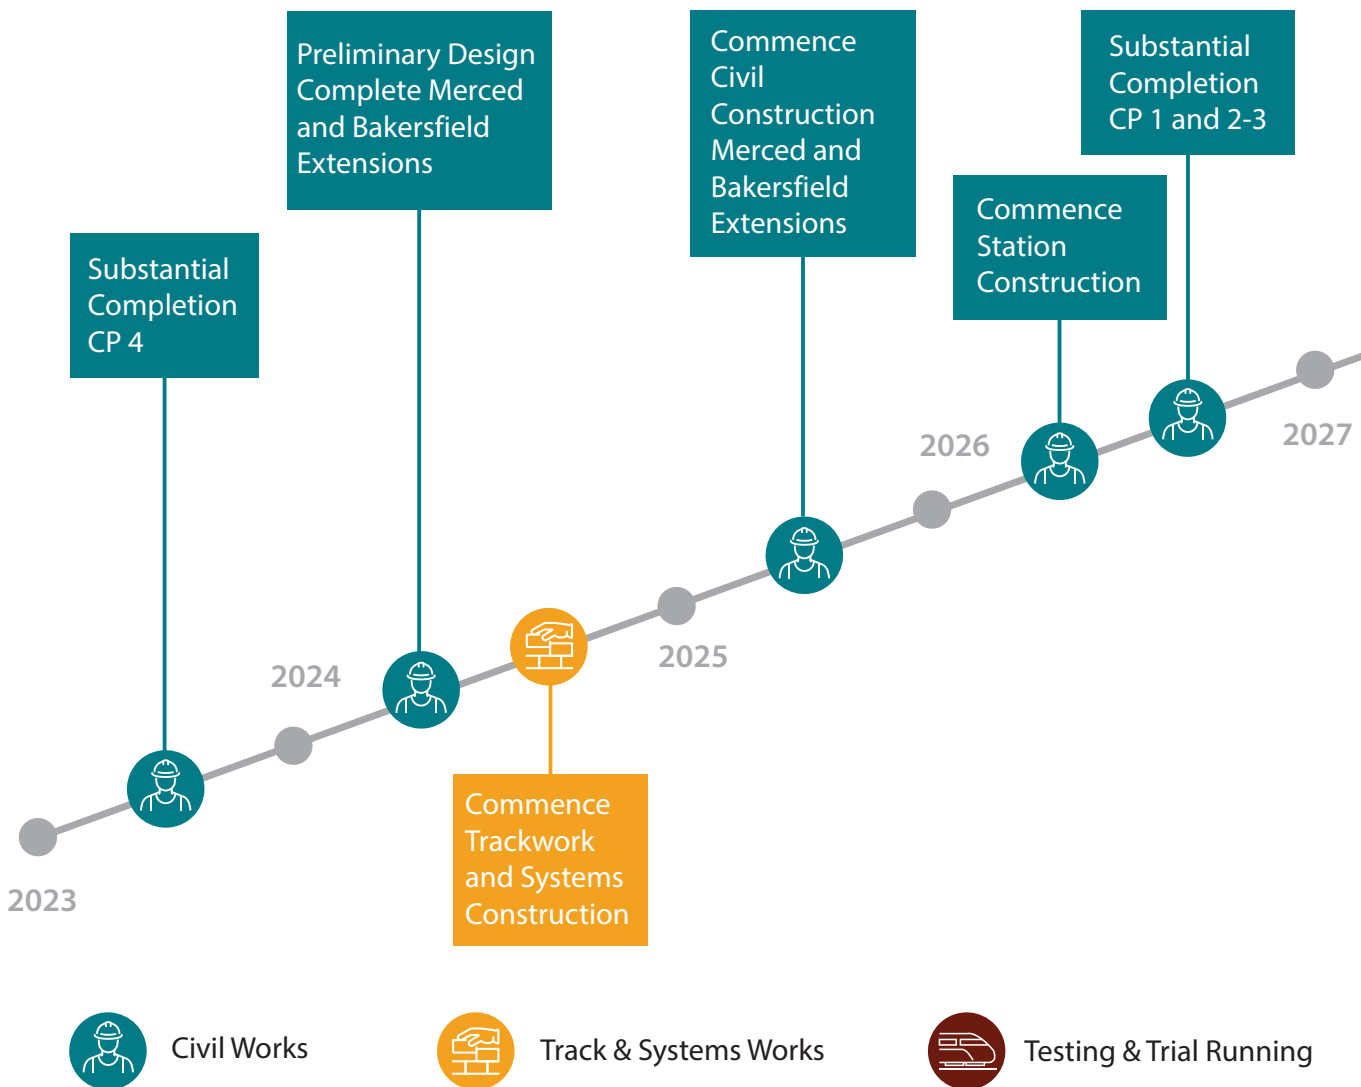 Preliminary Design
Complete Merced
and Bakersfield
Extensions
Commence
Civil
Construction
Merced and
Bakersfield
Extensions
Substantial
Completion
CP 1 and 2-3
Commence
Station
Construction
Substantial
Completion
CP 4
2023
2024
2025
2026
2027
Commence
Trackwork
and Systems
Construction
Civil Works
Track & Systems Works
Testing & Trial Running